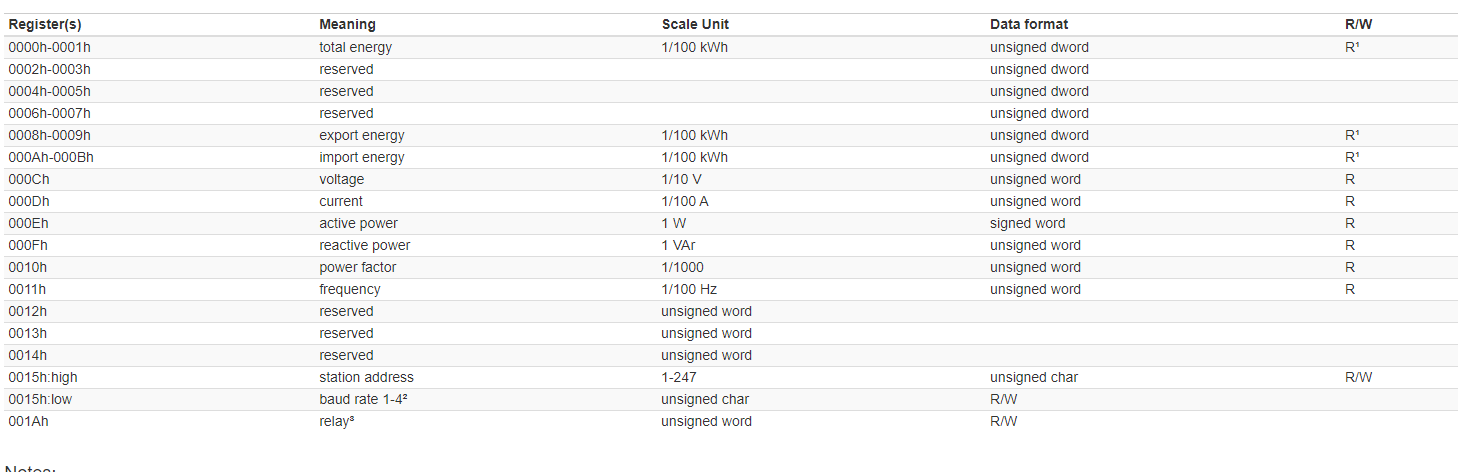 Register(s) Meaning Scale Unit Data format R/W
0000h-0001h total energy 1/100 kWh unsigned dword R¹
0002h-0003h reserved unsigned dword
0004h-0005h reserved unsigned dword
0006h-0007h reserved unsigned dword
0008h-0009h export energy 1/100 kWh unsigned dword R¹
000Ah-000Bh import energy 1/100 kWh unsigned dword R¹
000Ch voltage 1/10 V unsigned word R
000Dh current 1/100 A unsigned word R
000Eh active power 1 W signed word R
000Fh reactive power 1 VAr unsigned word R
0010h power factor 1/1000 unsigned word R
0011h frequency 1/100 Hz unsigned word R
0012h reserved unsigned word
0013h reserved unsigned word
0014h reserved unsigned word
0015h:high station address 1-247 unsigned char R/W
0015h:low baud rate 1-4² unsigned char R/W
001Ah relay³ unsigned word R/W
Notes: